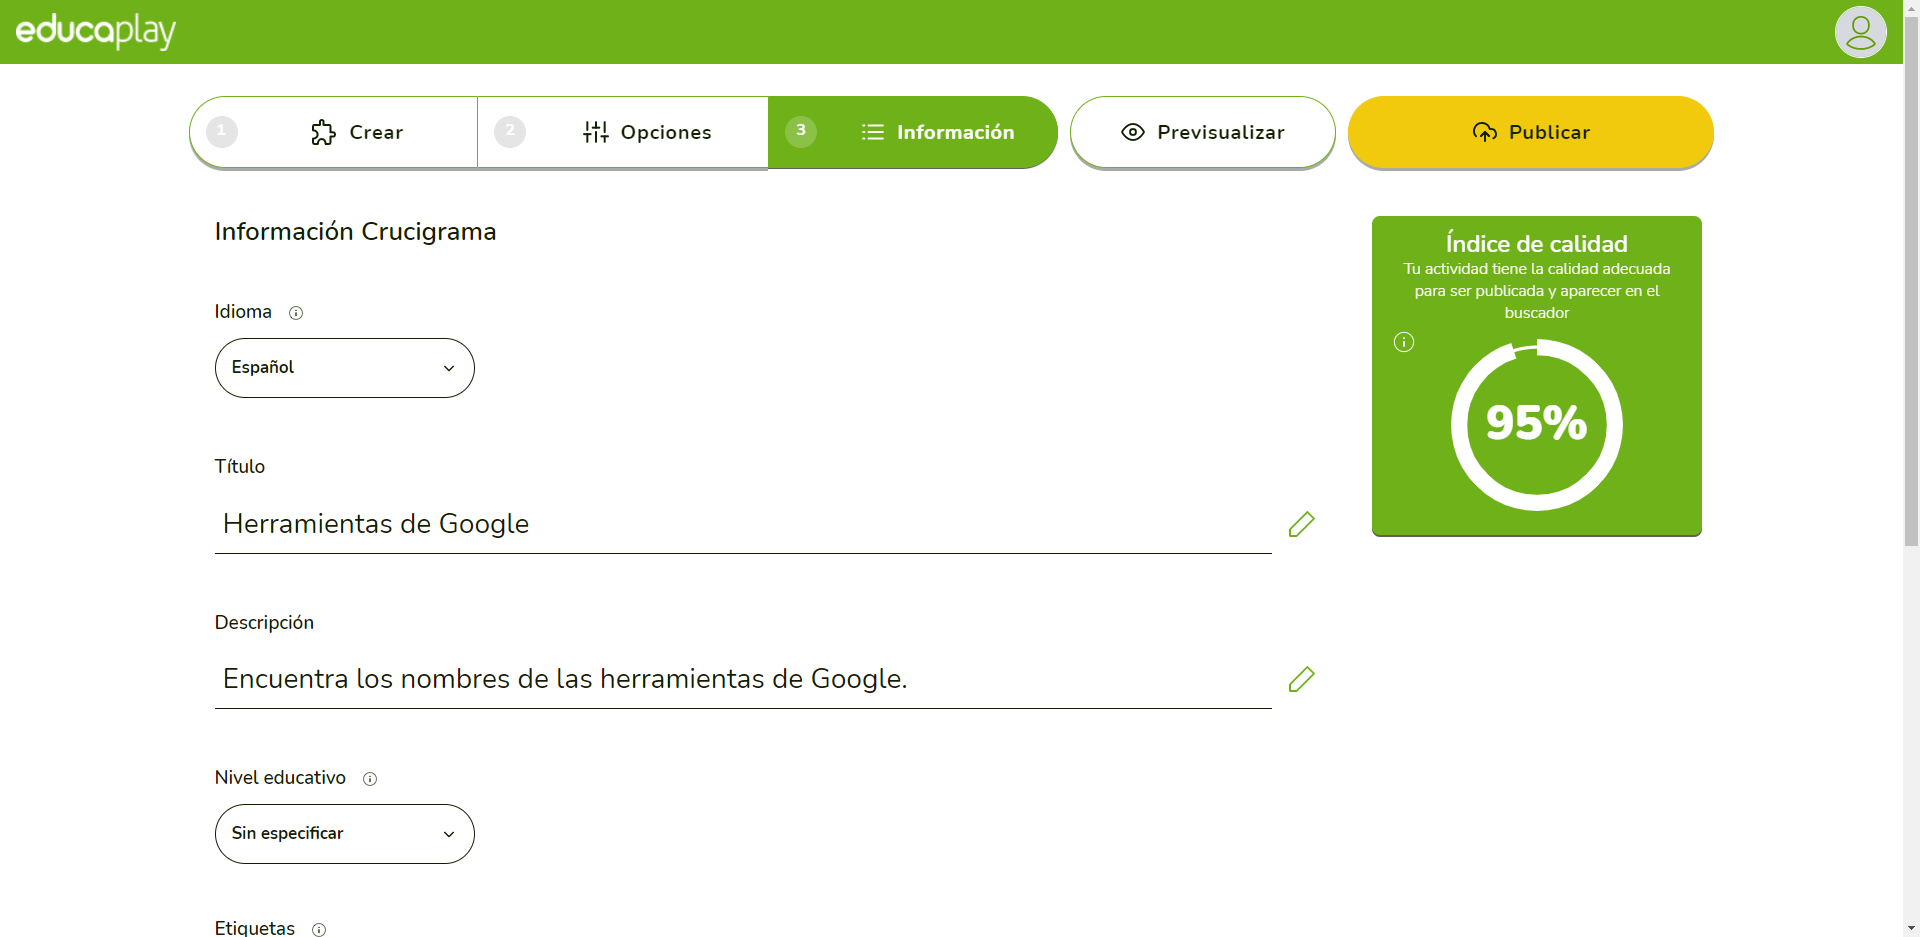 educaplay
1 Crear 2 Opciones 3 Información Previsualizar Publicar
Información Crucigrama
Idioma
Español
Título
Herramientas de Google
Descripción
Encuentra los nombres de las herramientas de Google.
Nivel educativo
Sin especificar
Etiquetas
Índice de calidad
Tu actividad tiene la calidad adecuada
para ser publicada y aparecer en el
buscador
95%